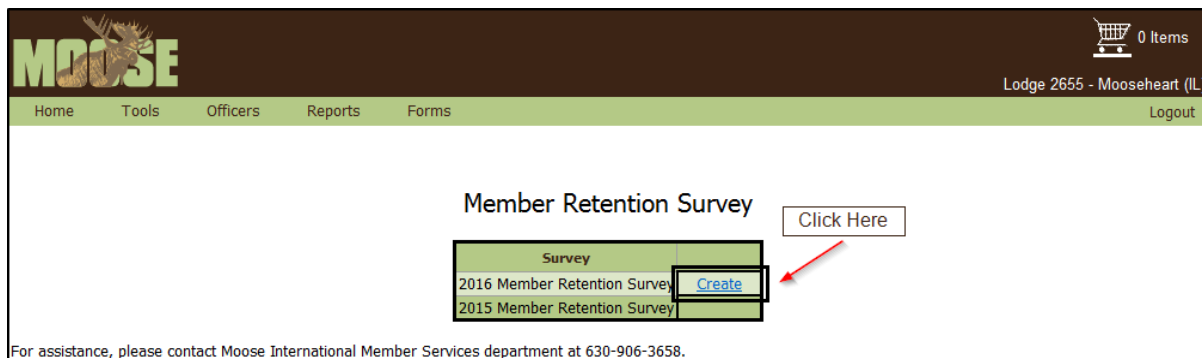 MOOSE
0 Items
Lodge 2655 - Mooseheart (IL
Home Tools Officers Reports Forms Logout
Member Retention Survey
Click Here
Survey
2016 Member Retention Survey Create
2015 Member Retention Survey
For assistance, please contact Moose International Member Services department at 630-906-3658.